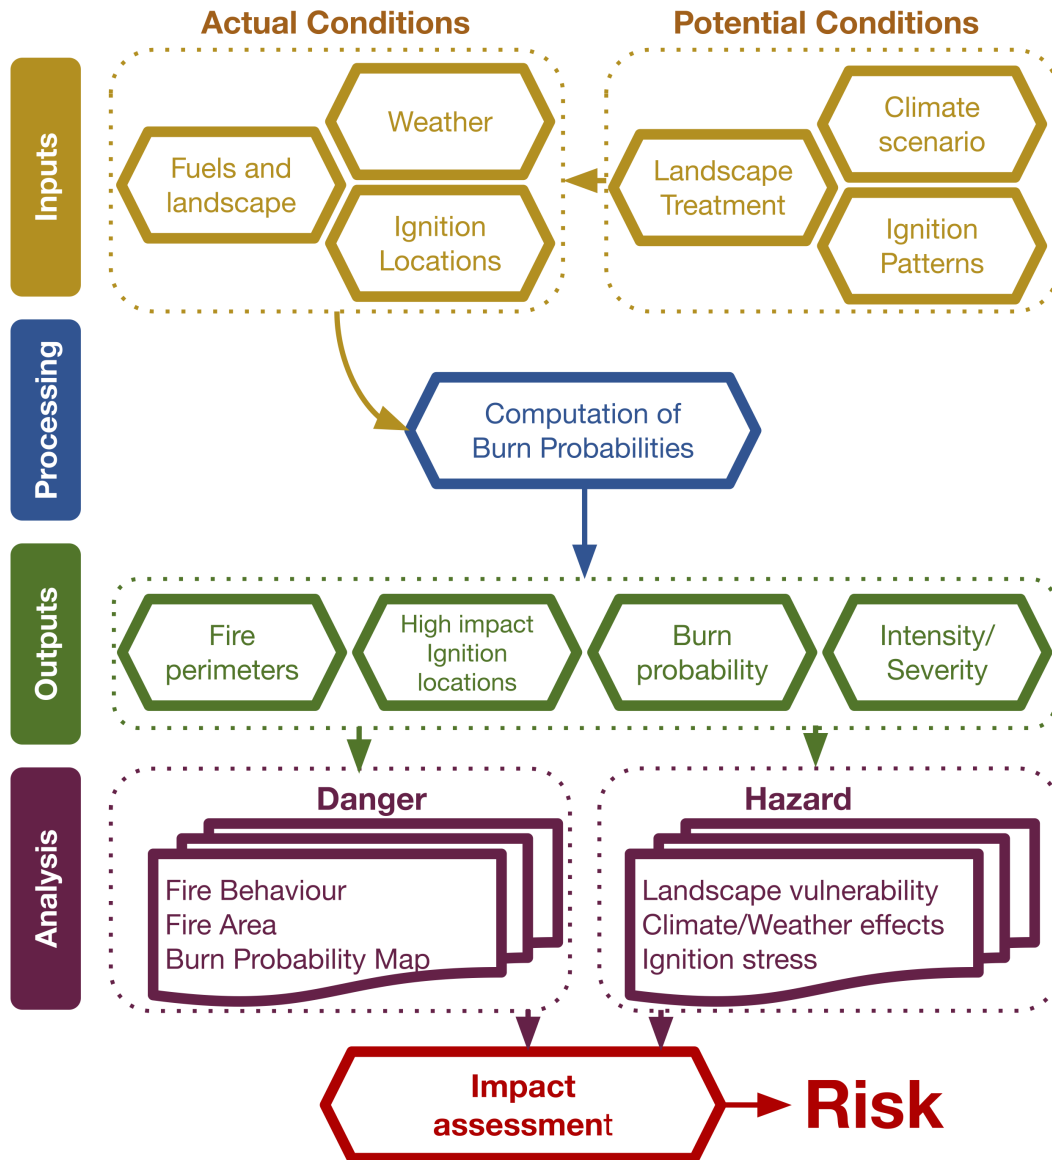 Actual Conditions
Potential Conditions
Inputs
Fuels and
landscape
Weather
Ignition
Locations
Landscape
Treatment
Climate
scenario
Ignition
Patterns
Processing
Computation of
Burn Probabilities
Outputs
Fire
perimeters
High impact
Ignition
locations
Burn
probability
Intensity/
Severity
Analysis
Danger
Fire Behaviour
Fire Area
Burn Probability Map
Hazard
Landscape vulnerability
Climate/Weather effects
Ignition stress
Impact
assessment
Risk